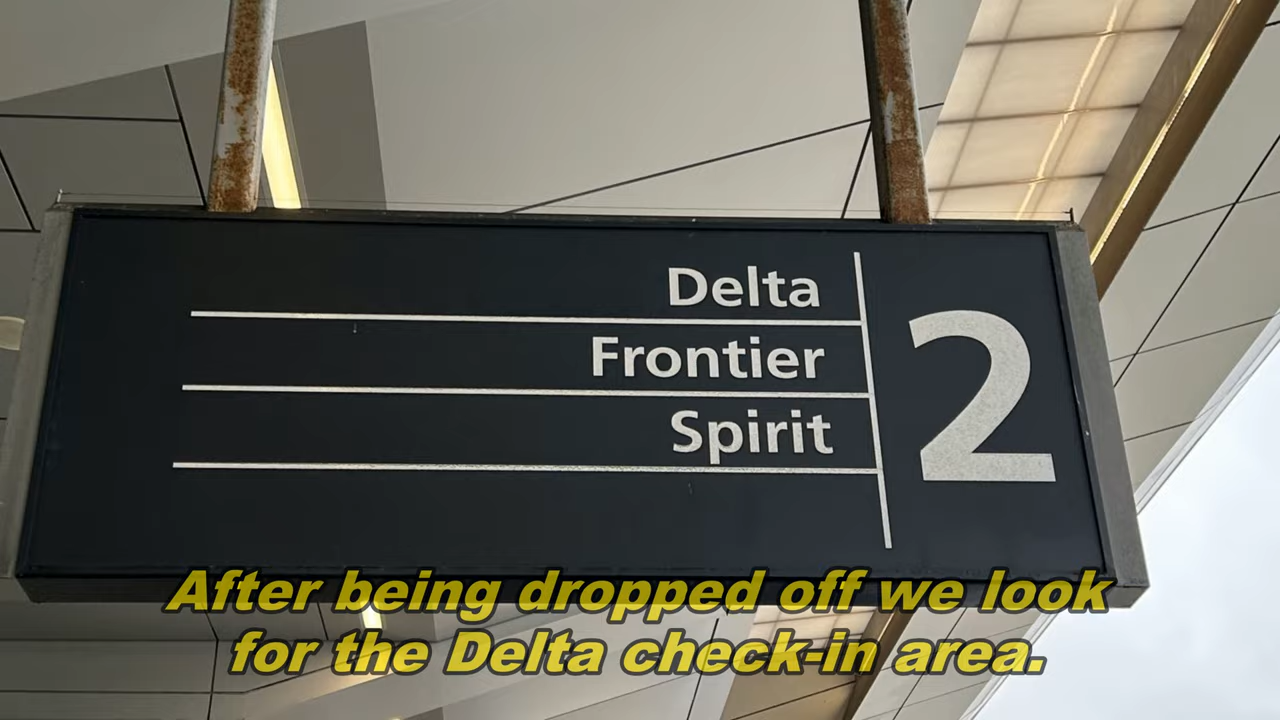 Delta
Frontier
Spirit
2
After being dropped off we look
for the Delta check-in area.